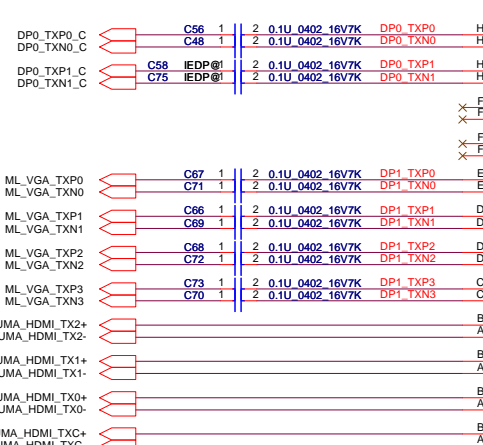 DP0_TXP0_C C56 1 2 0.1U_0402_16V7K DP0_TXP0 H
DP0_TXN0_C C48 1 2 0.1U_0402_16V7K DP0_TXN0 H
DP0_TXP1_C C58 IEDP@1 2 0.1U_0402_16V7K DP0_TXP1 H
DP0_TXN1_C C75 IEDP@1 2 0.1U_0402_16V7K DP0_TXN1 H
F
F
F
F
ML_VGA_TXP0 C67 1 2 0.1U_0402_16V7K DP1_TXP0 E
ML_VGA_TXN0 C71 1 2 0.1U_0402_16V7K DP1_TXN0 E
ML_VGA_TXP1 C66 1 2 0.1U_0402_16V7K DP1_TXP1 D
ML_VGA_TXN1 C69 1 2 0.1U_0402_16V7K DP1_TXN1 D
ML_VGA_TXP2 C68 1 2 0.1U_0402_16V7K DP1_TXP2 D
ML_VGA_TXN2 C72 1 2 0.1U_0402_16V7K DP1_TXN2 D
ML_VGA_TXP3 C73 1 2 0.1U_0402_16V7K DP1_TXP3 C
ML_VGA_TXN3 C70 1 2 0.1U_0402_16V7K DP1_TXN3 C
UMA_HDMI_TX2+ B
UMA_HDMI_TX2- A
UMA_HDMI_TX1+ B
UMA_HDMI_TX1- A
UMA_HDMI_TX0+ B
UMA_HDMI_TX0- A
UMA_HDMI_TXC+ B
UMA_HDMI_TXC- A